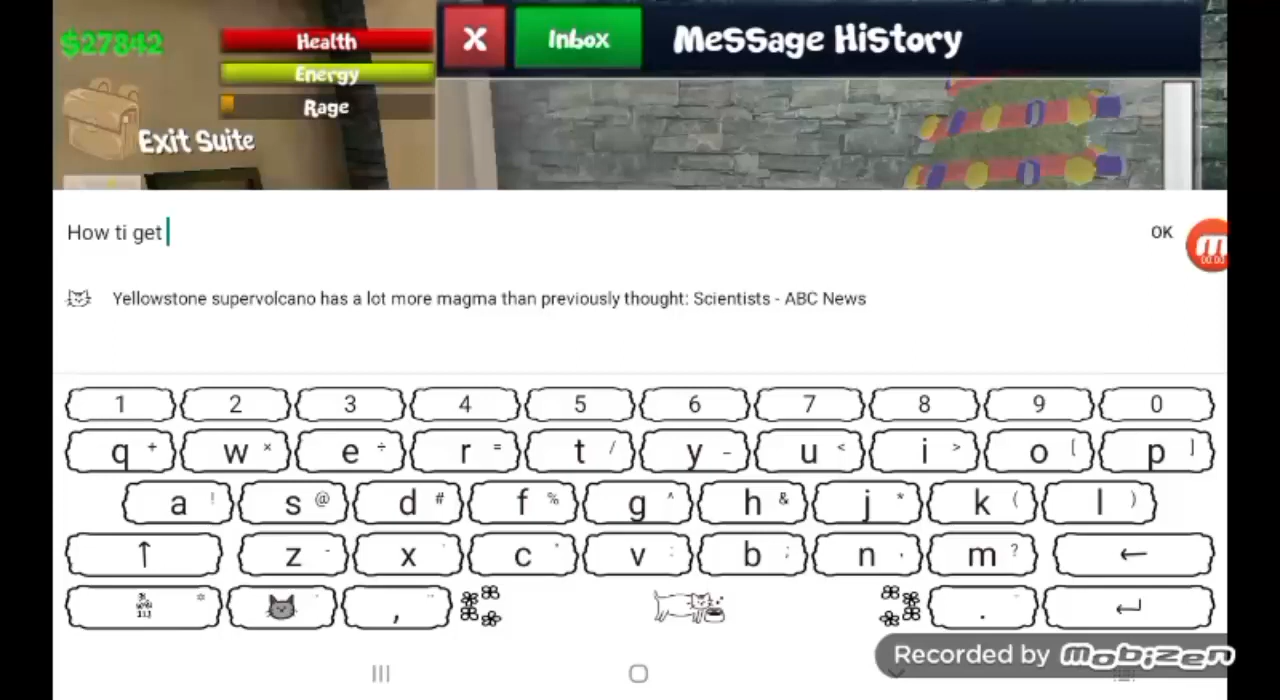 $27842
Health
Energy
Rage
Exit Suite
X
Inbox
Message History
How ti get
OK
00:00
Yellowstone supervolcano has a lot more magma than previously thought: Scientists - ABC News
1 2 3 4 5 6 7 8 9 0
q + w × e ÷ r = t / y - u < i > o [ p ]
a ! s @ d # f % g ^ h & j * k ( l )
↑ z - x ' c " v : b ; n , m ? ←
, .
Recorded by mobizen